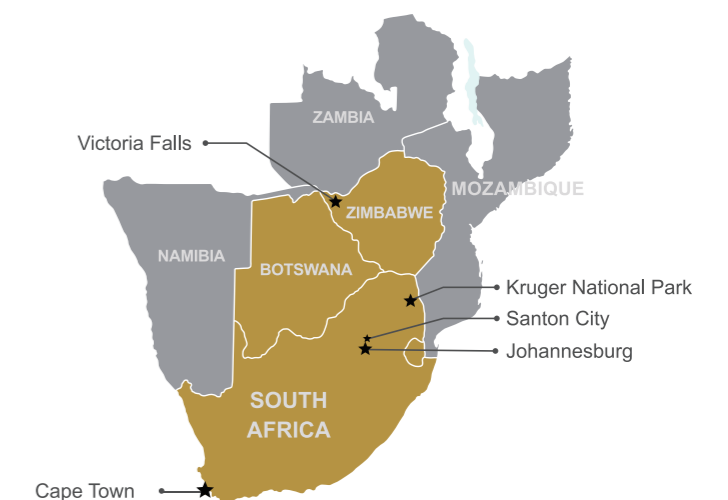 ZAMBIA
Victoria Falls
MOZAMBIQUE
ZIMBABWE
NAMIBIA
BOTSWANA
Kruger National Park
Santon City
Johannesburg
SOUTH
AFRICA
Cape Town